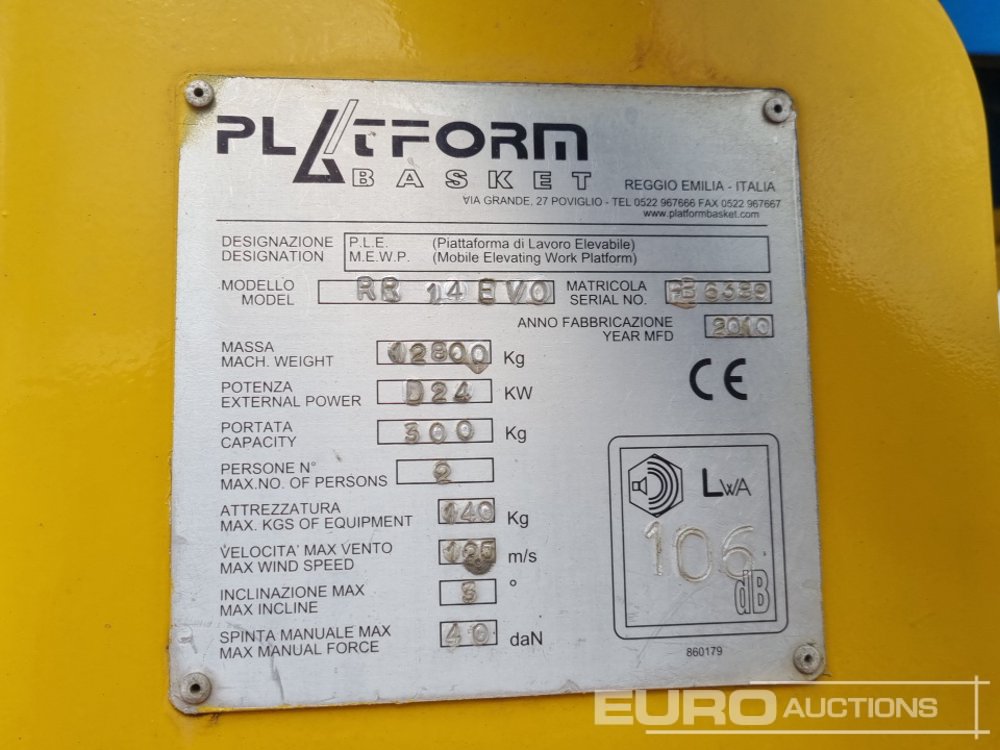 PLATFORM
BASKET
REGGIO EMILIA - ITALIA
VIA GRANDE, 27 POVIGLIO - TEL 0522 967666 FAX 0522 967667
www.platformbasket.com
DESIGNAZIONE P.L.E. (Piattaforma di Lavoro Elevabile)
DESIGNATION M.E.W.P. (Mobile Elevating Work Platform)
MODELLO
MODEL RR 14 EVO
MATRICOLA
SERIAL NO. 6389
ANNO FABBRICAZIONE
YEAR MFD 2010
MASSA
MACH. WEIGHT 12800 Kg
POTENZA
EXTERNAL POWER D24 KW
PORTATA
CAPACITY 300 Kg
PERSONE N°
MAX.NO. OF PERSONS 2
ATTREZZATURA
MAX. KGS OF EQUIPMENT 140 Kg
VELOCITA' MAX VENTO
MAX WIND SPEED m/s
INCLINAZIONE MAX
MAX INCLINE °
SPINTA MANUALE MAX
MAX MANUAL FORCE 40 daN
CE
LWA
106
dB
860179
EURO AUCTIONS